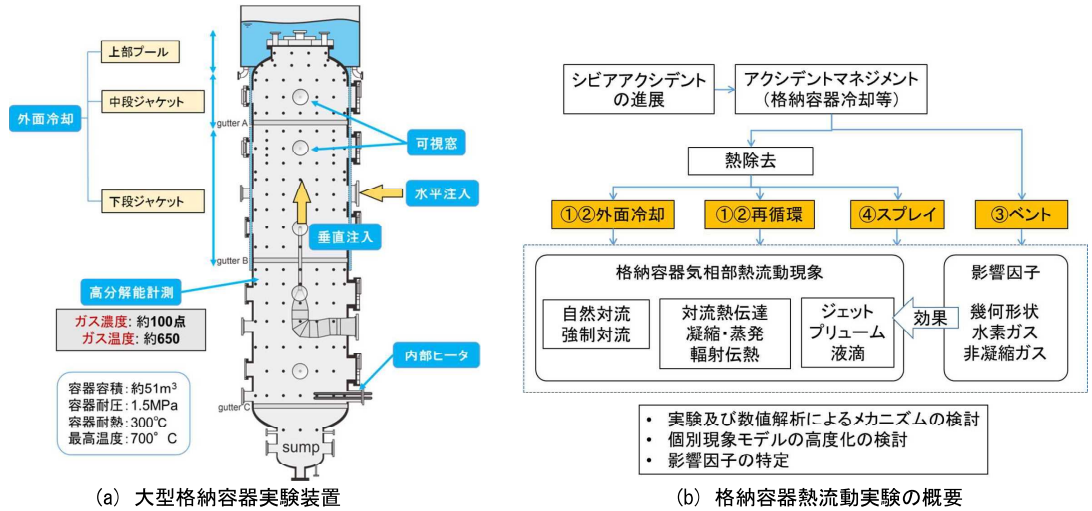 上部プール
中段ジャケット
外面冷却
下段ジャケット
gutter A
可視窓
水平注入
垂直注入
gutter B
高分解能計測
ガス濃度: 約100点
ガス温度: 約650
内部ヒータ
容器容積:約51m³
容器耐圧:1.5MPa
容器耐熱:300℃
最高温度:700°C
gutter C
sump
(a) 大型格納容器実験装置
シビアアクシデント
の進展
アクシデントマネジメント
(格納容器冷却等)
熱除去
①②外面冷却
①②再循環
④スプレイ
③ベント
格納容器気相部熱流動現象
自然対流
強制対流
対流熱伝達
凝縮・蒸発
輻射伝熱
ジェット
プリューム
液滴
効果
影響因子
幾何形状
水素ガス
非凝縮ガス
• 実験及び数値解析によるメカニズムの検討
• 個別現象モデルの高度化の検討
• 影響因子の特定
(b) 格納容器熱流動実験の概要